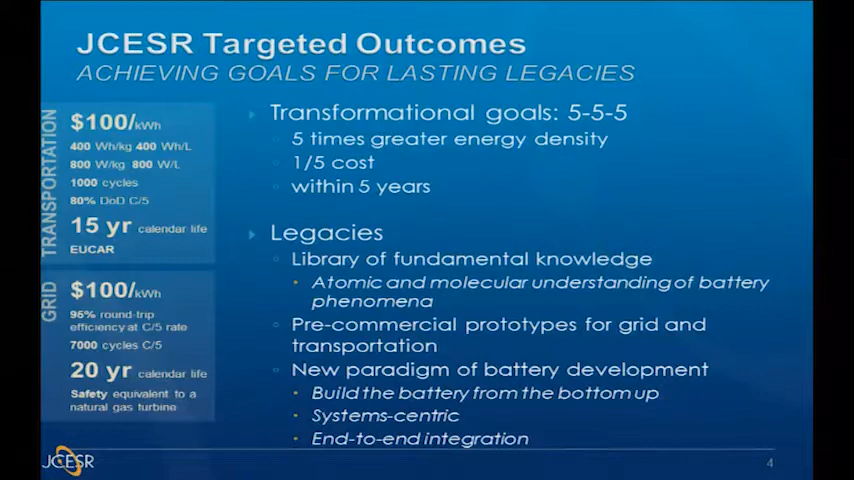 JCESR Targeted Outcomes
ACHIEVING GOALS FOR LASTING LEGACIES
TRANSPORTATION
$100/kWh
400 Wh/kg 400 Wh/L
800 W/kg 800 W/L
1000 cycles
80% DoD C/5
15 yr calendar life
EUCAR
GRID
$100/kWh
95% round-trip
efficiency at C/5 rate
7000 cycles C/5
20 yr calendar life
Safety equivalent to a
natural gas turbine
Transformational goals: 5-5-5
5 times greater energy density
1/5 cost
within 5 years
Legacies
Library of fundamental knowledge
Atomic and molecular understanding of battery
phenomena
Pre-commercial prototypes for grid and
transportation
New paradigm of battery development
Build the battery from the bottom up
Systems-centric
End-to-end integration
JCESR
4